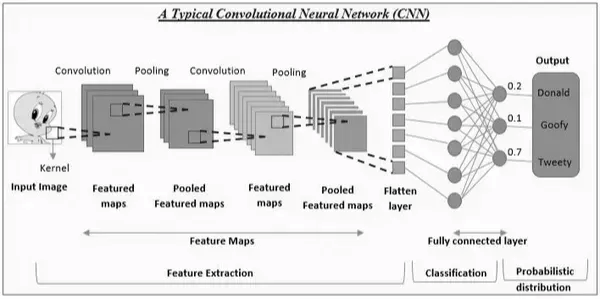 A Typical Convolutional Neural Network (CNN)
Convolution
Pooling
Convolution
Pooling
Output
0.2
Donald
0.1
Goofy
0.7
Tweety
Kernel
Input Image
Featured
maps
Pooled
Featured maps
Featured
maps
Pooled
Featured maps
Flatten
layer
Feature Maps
Fully connected layer
Feature Extraction
Classification
Probabilistic
distribution